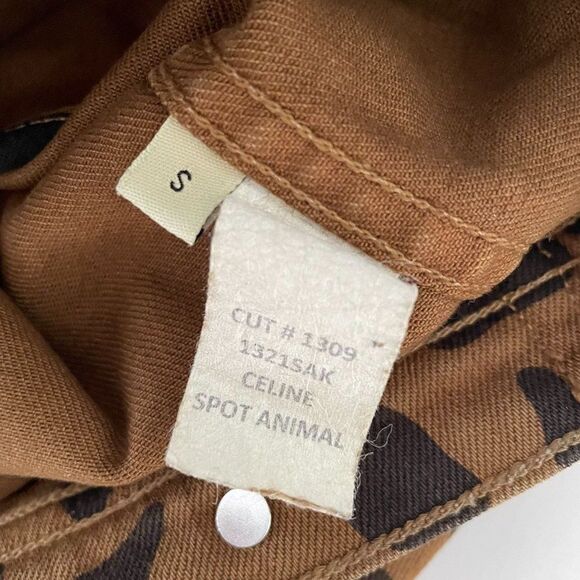 S
CUT # 1309
1321SAK
CELINE
SPOT ANIMAL